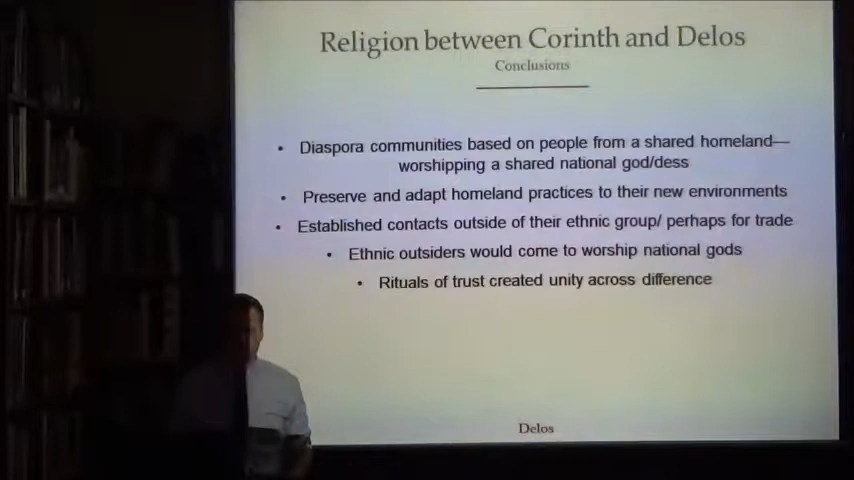 Religion between Corinth and Delos
Conclusions
• Diaspora communities based on people from a shared homeland—
worshipping a shared national god/dess
• Preserve and adapt homeland practices to their new environments
• Established contacts outside of their ethnic group/ perhaps for trade
• Ethnic outsiders would come to worship national gods
• Rituals of trust created unity across difference
Delos